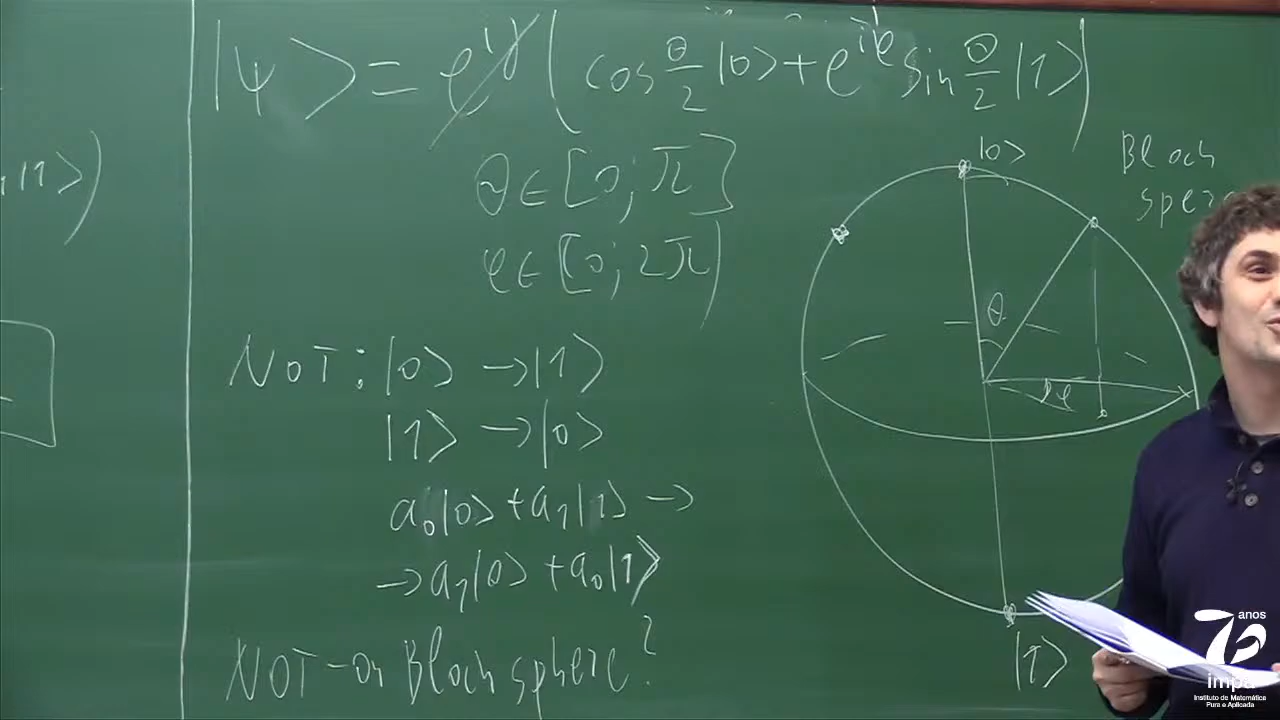 |ψ⟩ = e^{iγ} (cos θ/2 |0⟩ + e^{iφ} sin θ/2 |1⟩)
|1⟩)
θ ∈ [0; π]
φ ∈ [0; 2π)
|0⟩
Bloch
θ
φ
|1⟩
NOT: |0⟩ → |1⟩
|1⟩ → |0⟩
a₀|0⟩ + a₁|1⟩ →
→ a₁|0⟩ + a₀|1⟩
NOT - on Bloch sphere?
anos
70
impa
Instituto de Matemática
Pura e Aplicada